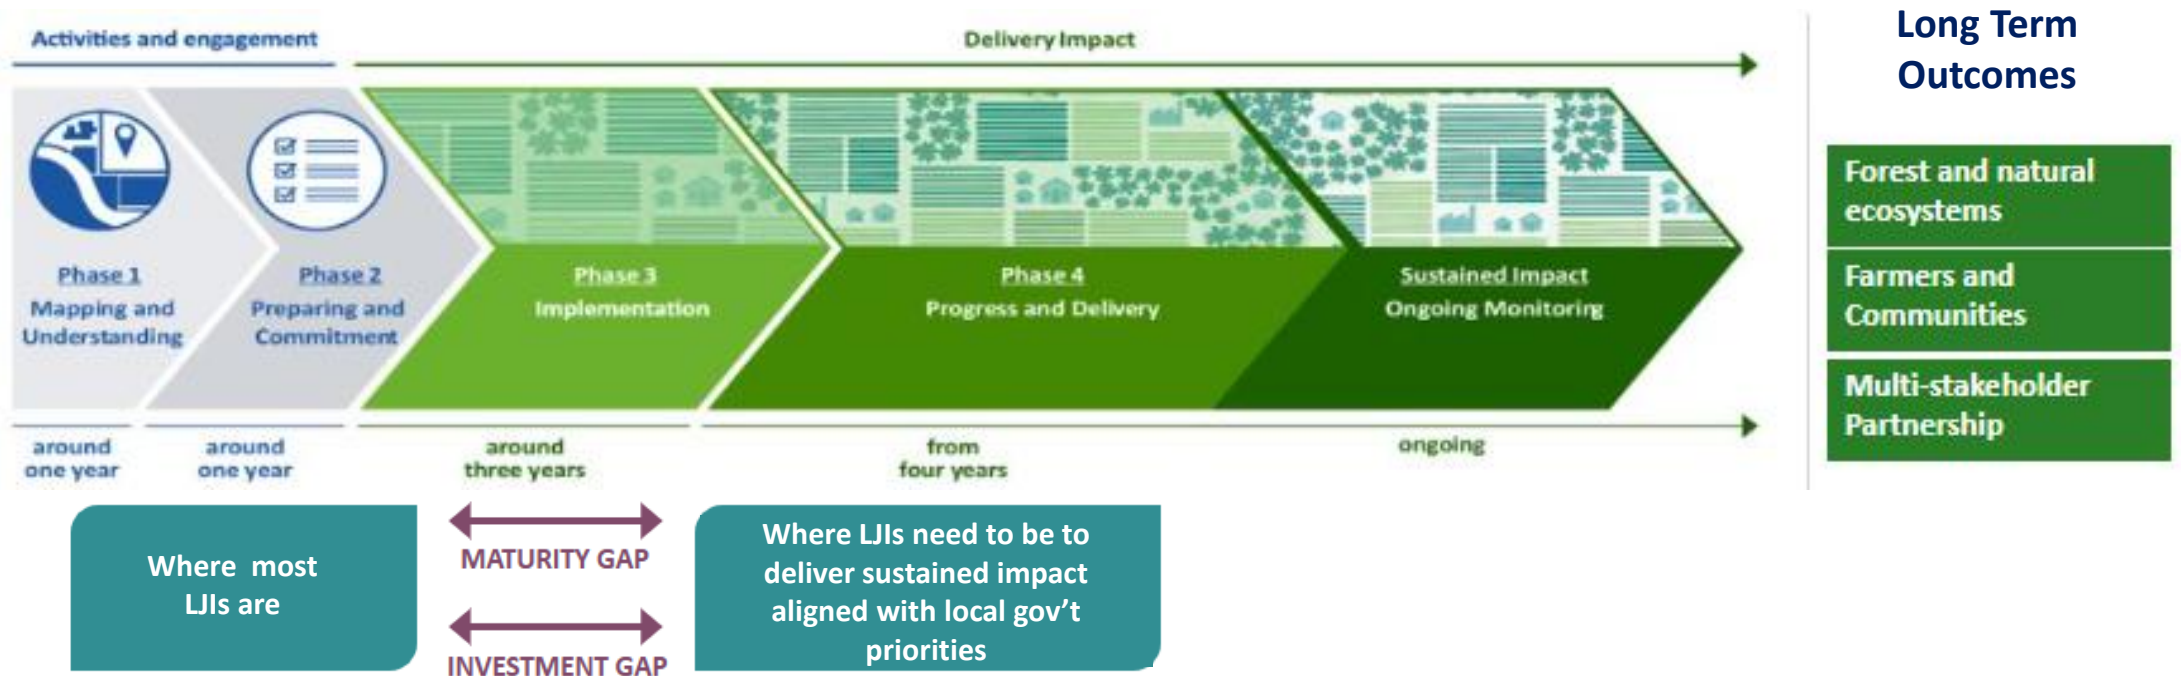 Activities and engagement
Delivery Impact
Long Term
Outcomes
Phase 1
Mapping and
Understanding
Phase 2
Preparing and
Commitment
Phase 3
Implementation
Phase 4
Progress and Delivery
Sustained Impact
Ongoing Monitoring
Forest and natural
ecosystems
Farmers and
Communities
Multi-stakeholder
Partnership
around
one year
around
one year
around
three years
from
four years
ongoing
Where most
LJIs are
MATURITY GAP
INVESTMENT GAP
Where LJIs need to be to
deliver sustained impact
aligned with local gov’t
priorities